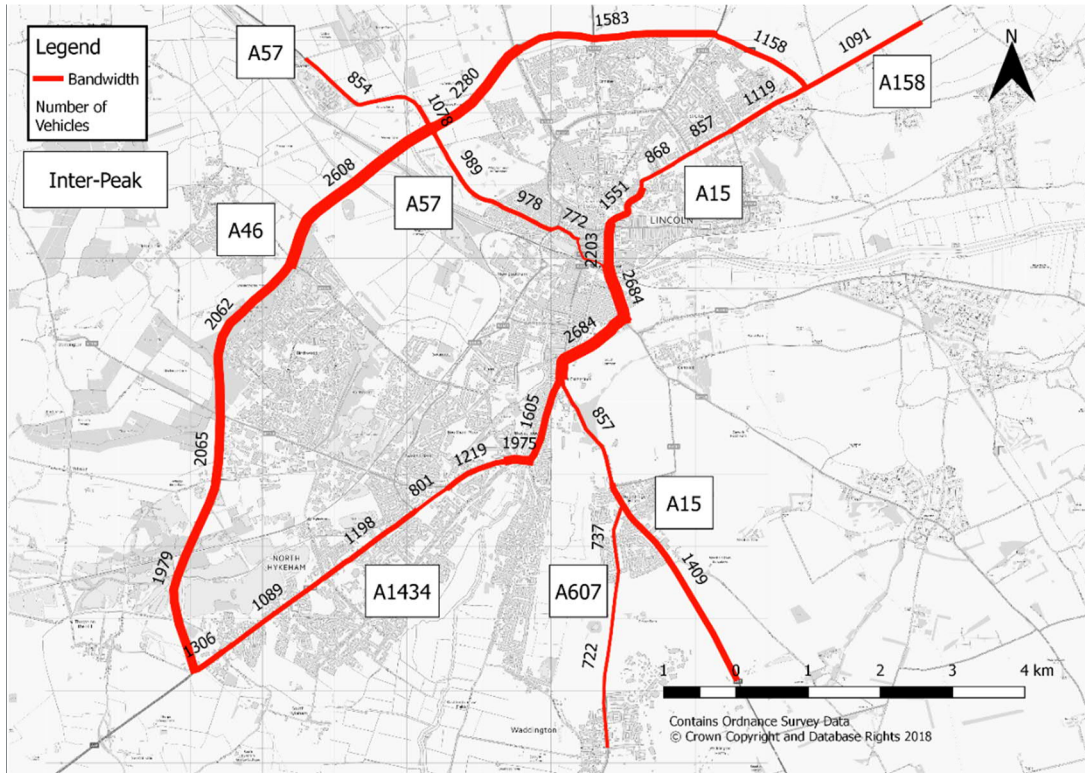 Legend
Bandwidth
Number of
Vehicles
Inter-Peak
A57
854
1078
2280
1583
1158
1091
A158
N
1119
857
868
A15
1551
LINCOLN
2608
989
A57
978
772
2203
A46
2062
2684
2684
2065
1605
857
1975
1219
801
1198
A15
737
1409
1979
NORTH
HYKEHAM
1089
A1434
A607
1306
722
Waddington
1 0 1 2 3 4 km
Contains Ordnance Survey Data
© Crown Copyright and Database Rights 2018